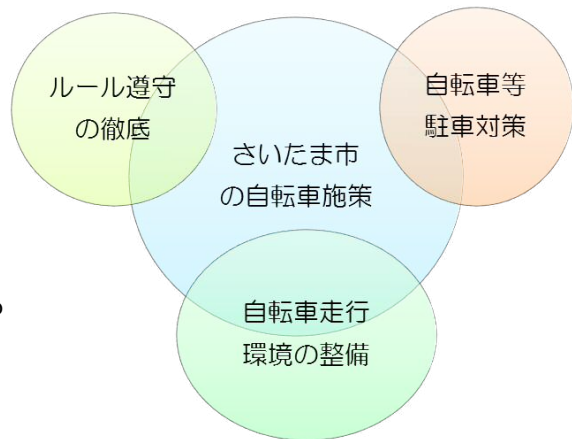 ルール遵守
の徹底
自転車等
駐車対策
さいたま市
の自転車施策
自転車走行
環境の整備